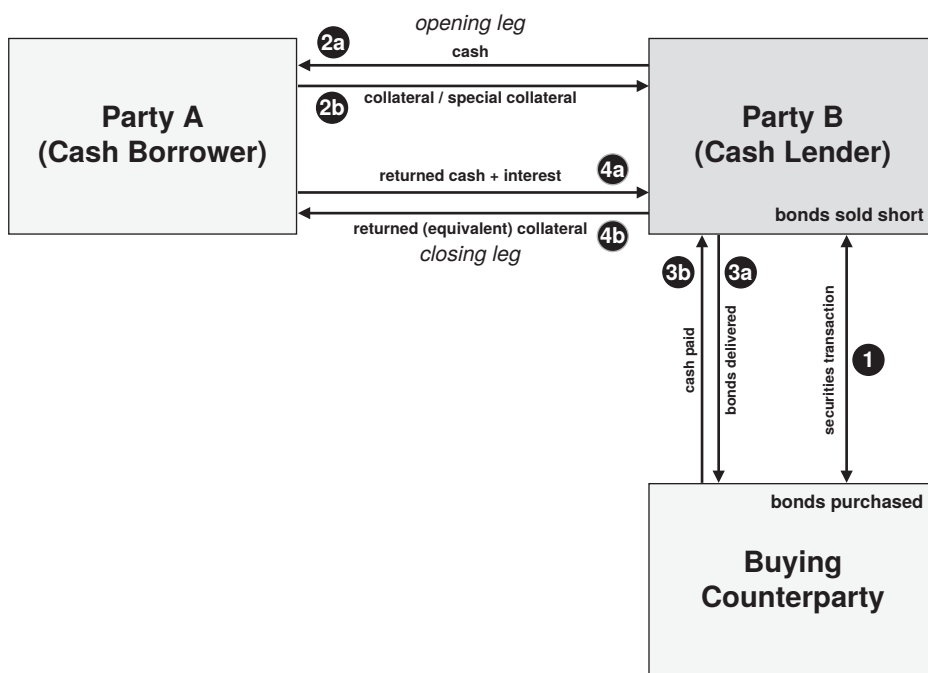 opening leg
2a
cash
Party A
(Cash Borrower)
2b
collateral / special collateral
Party B
(Cash Lender)
returned cash + interest
4a
returned (equivalent) collateral
4b
closing leg
bonds sold short
3b
3a
cash paid
bonds delivered
securities transaction
1
bonds purchased
Buying
Counterparty